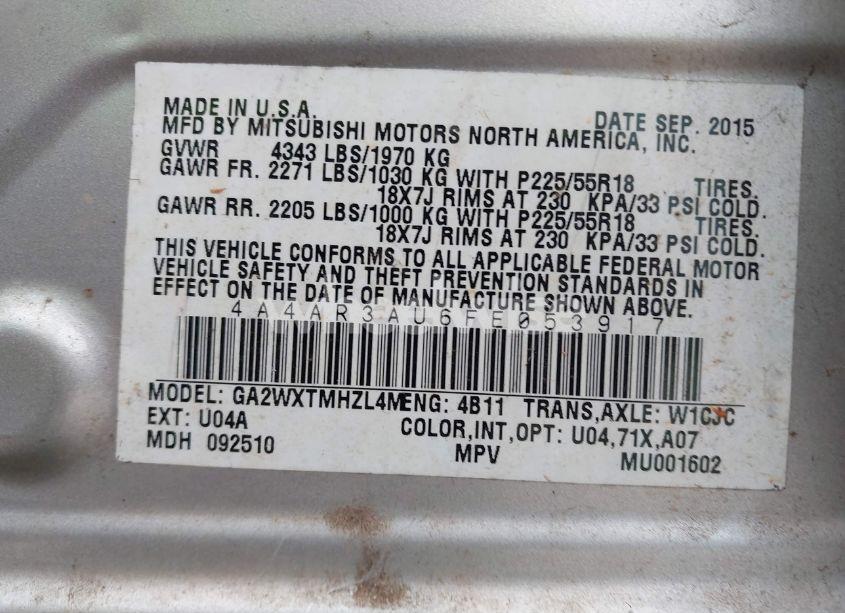 MADE IN U.S.A. DATE SEP. 2015
MFD BY MITSUBISHI MOTORS NORTH AMERICA, INC.
GVWR 4343 LBS/1970 KG
GAWR FR. 2271 LBS/1030 KG WITH P225/55R18 TIRES.
18X7J RIMS AT 230 KPA/33 PSI COLD.
GAWR RR. 2205 LBS/1000 KG WITH P225/55R18 TIRES.
18X7J RIMS AT 230 KPA/33 PSI COLD.
THIS VEHICLE CONFORMS TO ALL APPLICABLE FEDERAL MOTOR
VEHICLE SAFETY AND THEFT PREVENTION STANDARDS IN
EFFECT ON THE DATE OF MANUFACTURE SHOWN ABOVE.
4A4AR3AU6FE053917
MODEL: GA2WXTMHZL4M ENG: 4B11 TRANS,AXLE: W1CJC
EXT: U04A COLOR,INT,OPT: U04,71X,A07
MDH 092510 MPV MU001602